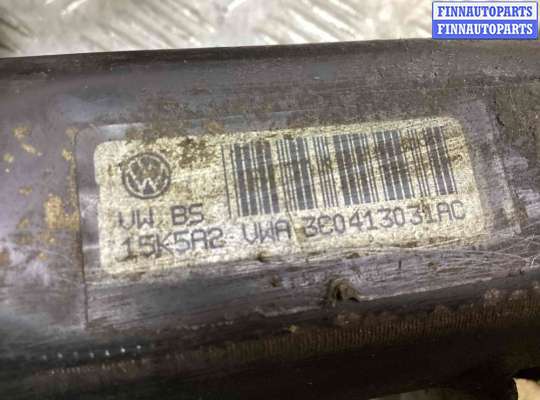 FINNAUTOPARTS
FINNAUTOPARTS
VW BS
15K5A2 VWA 3C0413031AC